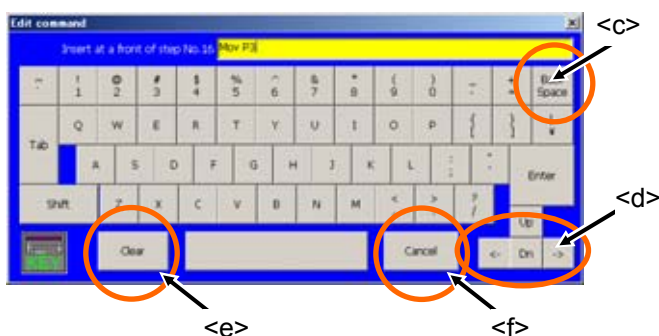 Edit command
<c>
Insert at a front of step No.16 Mov P3
~ ! @ # $ % ^ & * ( ) _ + Back
1 2 3 4 5 6 7 8 9 0 - = Space
Tab Q W E R T Y U I O P { } | ¥
A S D F G H J K L : ; " Enter
Shift Z X C V B N M < > ? / Up
<d>
KEY Clear Cancel <- Dn ->
<e> <f>